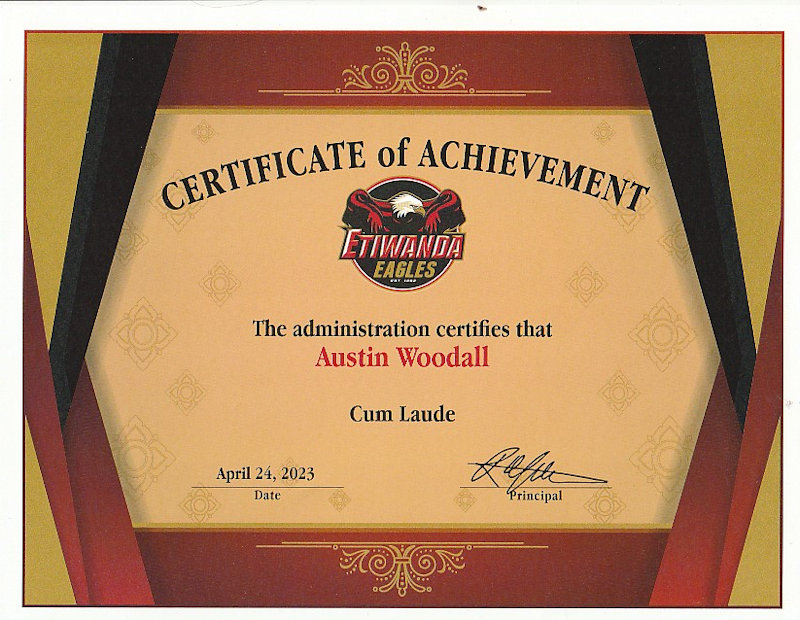 CERTIFICATE of ACHIEVEMENT
ETIWANDA
EAGLES
The administration certifies that
Austin Woodall
Cum Laude
April 24, 2023
Date
Principal